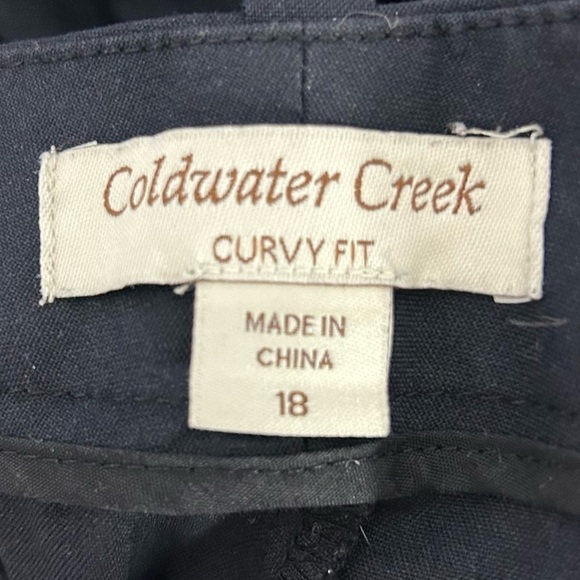 Coldwater Creek
CURVY FIT
MADE IN
CHINA
18